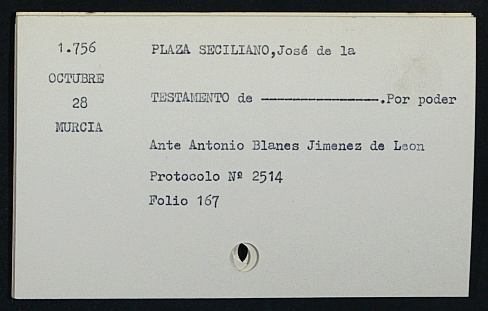 1.756 PLAZA SECILIANO,José de la
OCTUBRE
28 TESTAMENTO de ----------------.Por poder
MURCIA
Ante Antonio Blanes Jimenez de Leon
Protocolo Nº 2514
Folio 167